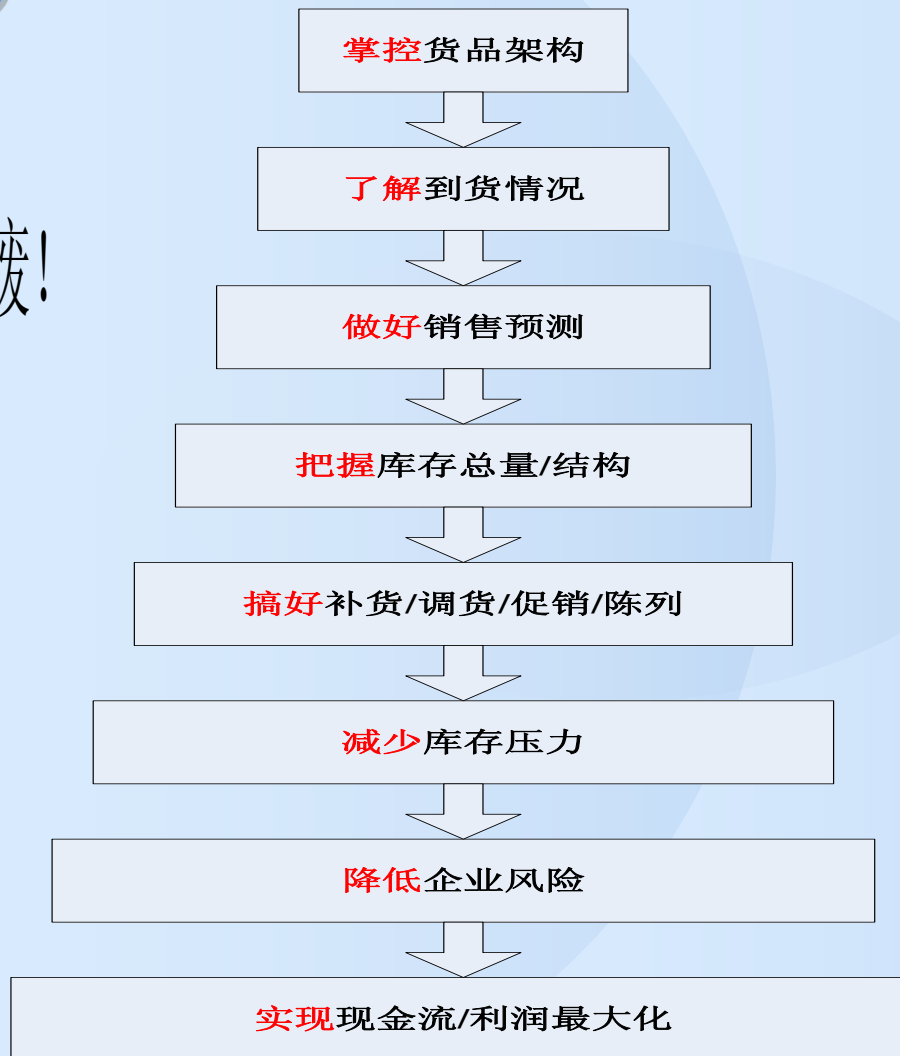 掌控货品架构
了解到货情况
废!
做好销售预测
把握库存总量/结构
搞好补货/调货/促销/陈列
减少库存压力
降低企业风险
实现现金流/利润最大化